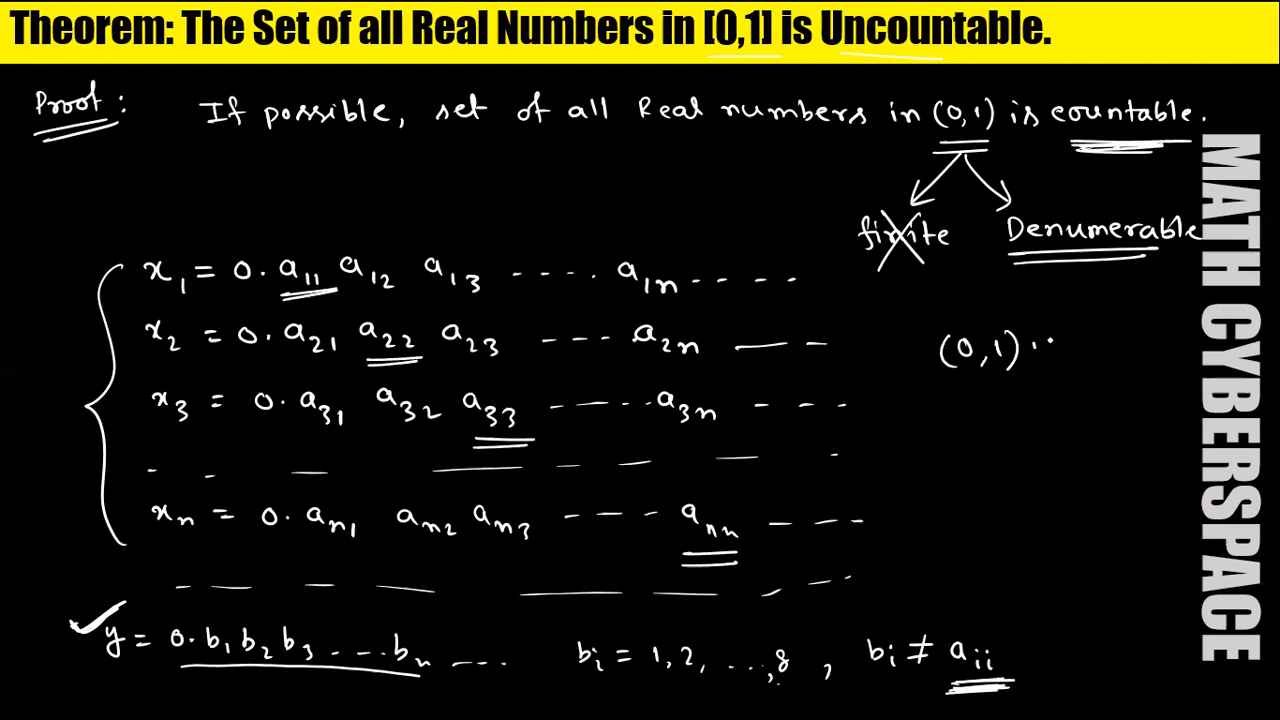 Theorem: The Set of all Real Numbers in [0,1] is Uncountable.
Proof : If possible, set of all Real numbers in (0,1) is countable.
finite Denumerable
x₁ = 0. a₁₁ a₁₂ a₁₃ ..... a₁ₙ.....
x₂ = 0. a₂₁ a₂₂ a₂₃ ---.. a₂ₙ — –
(0,1)..
x₃ = 0. a₃₁ a₃₂ a₃₃ —--.. a₃ₙ - - -
xₙ = 0. aₙ₁ aₙ₂ aₙ₃ ---- aₙₙ - - -
y = 0. b₁ b₂ b₃ ....bₙ --.. bᵢ = 1, 2, ...,8 , bᵢ ≠ aᵢᵢ
MATH CYBERSPACE